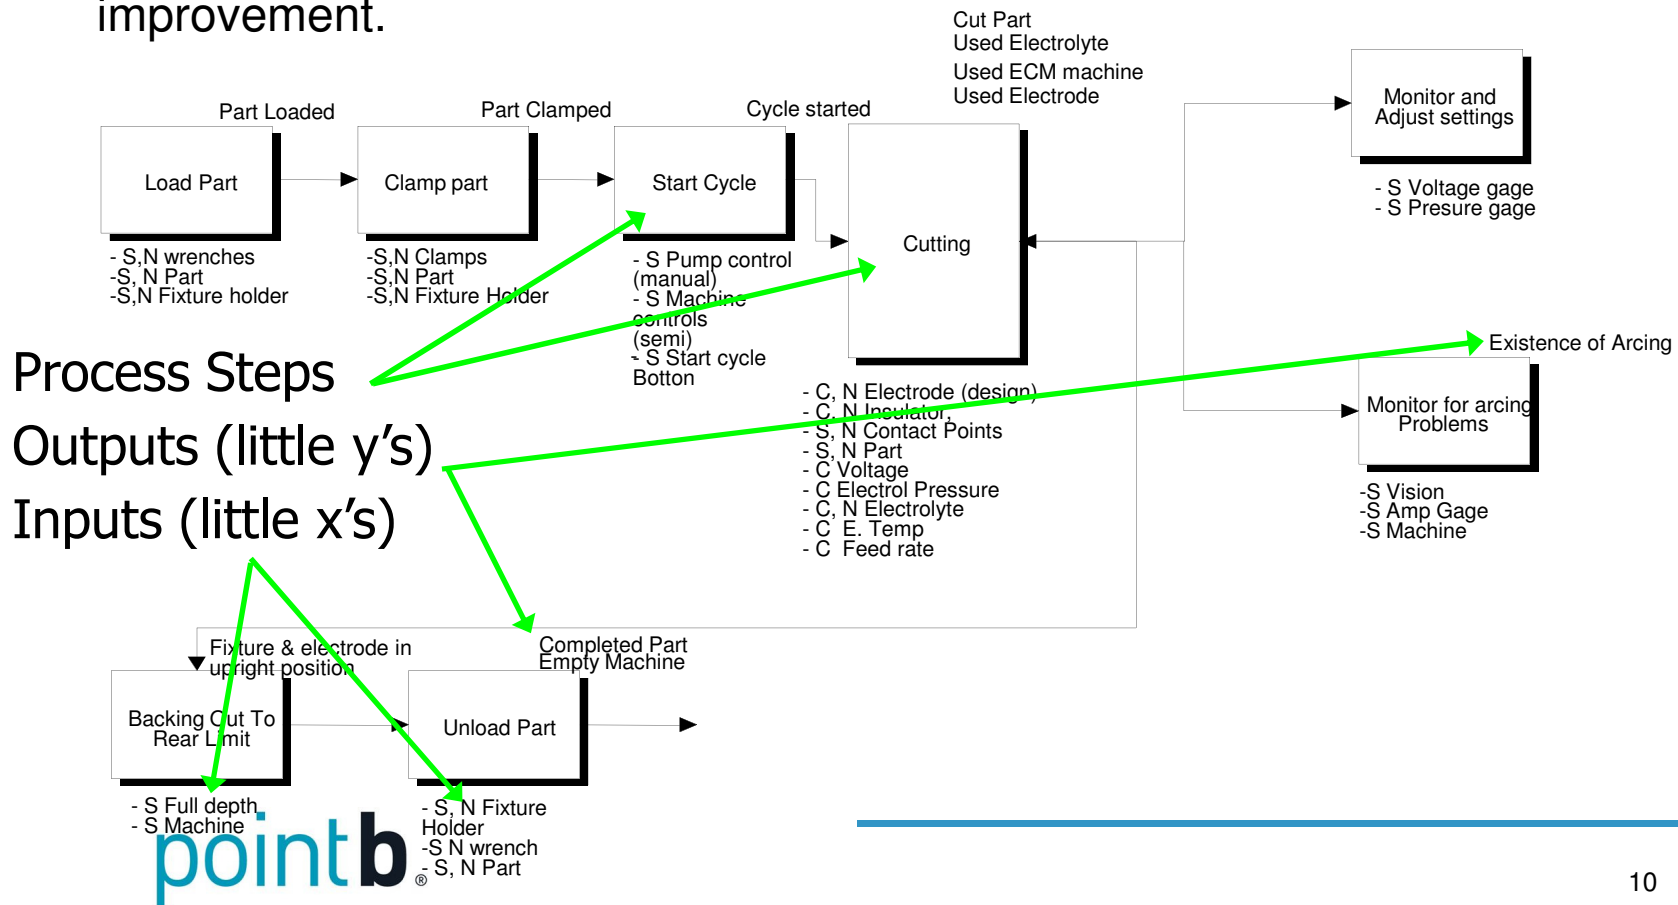 improvement.
Cut Part
Used Electrolyte
Used ECM machine
Used Electrode
Part Loaded
Part Clamped
Cycle started
Load Part
Clamp part
Start Cycle
Cutting
Monitor and
Adjust settings
- S,N wrenches
-S, N Part
-S,N Fixture holder
-S,N Clamps
-S,N Part
-S,N Fixture Holder
- S Pump control
(manual)
- S Machine
controls
(semi)
- S Start cycle
Botton
- S Voltage gage
- S Presure gage
Process Steps
Outputs (little y’s)
Inputs (little x’s)
- C, N Electrode (design)
- C, N Insulator,
- S, N Contact Points
- S, N Part
- C Voltage
- C Electrol Pressure
- C, N Electrolyte
- C E. Temp
- C Feed rate
Existence of Arcing
Monitor for arcing
Problems
-S Vision
-S Amp Gage
-S Machine
Fixture & electrode in
upright position
Completed Part
Empty Machine
Backing Out To
Rear Limit
Unload Part
- S Full depth
- S Machine
- S, N Fixture
Holder
-S N wrench
- S, N Part
pointb®
10